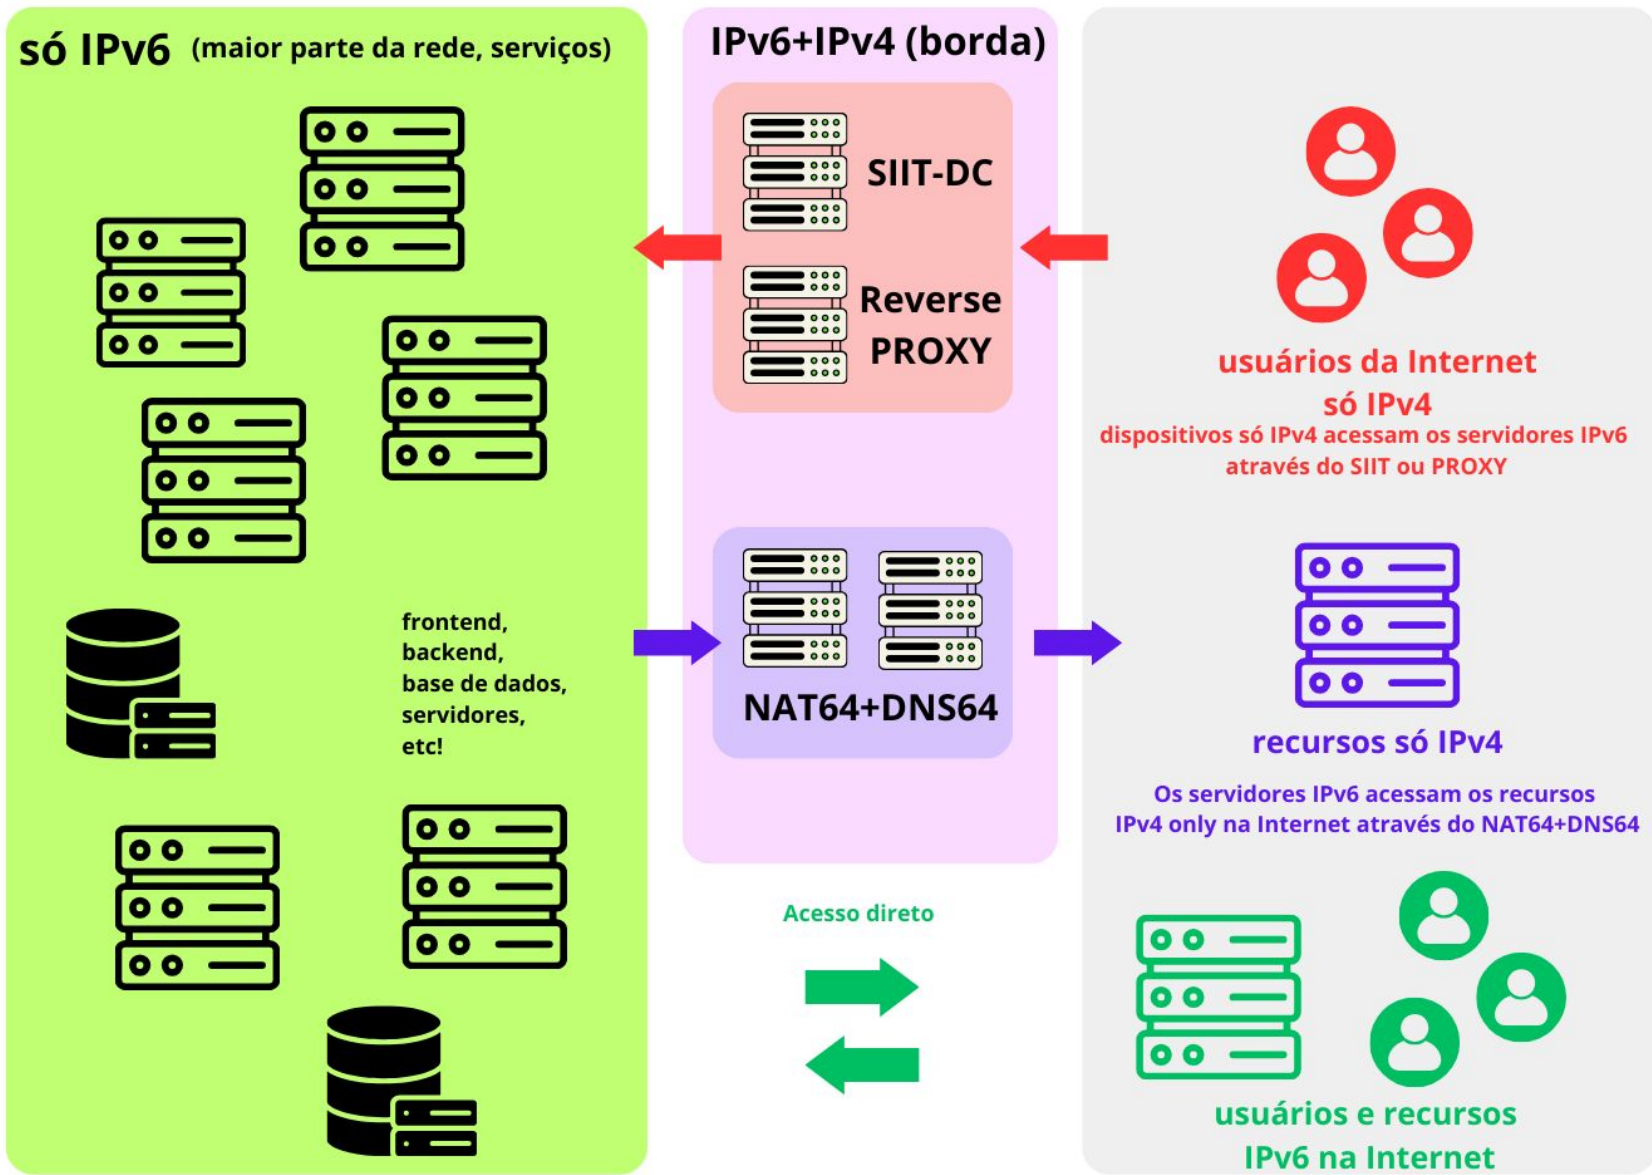 só IPv6 (maior parte da rede, serviços)
frontend,
backend,
base de dados,
servidores,
etc!
IPv6+IPv4 (borda)
SIIT-DC
Reverse
PROXY
NAT64+DNS64
Acesso direto
usuários da Internet
só IPv4
dispositivos só IPv4 acessam os servidores IPv6
através do SIIT ou PROXY
recursos só IPv4
Os servidores IPv6 acessam os recursos
IPv4 only na Internet através do NAT64+DNS64
usuários e recursos
IPv6 na Internet